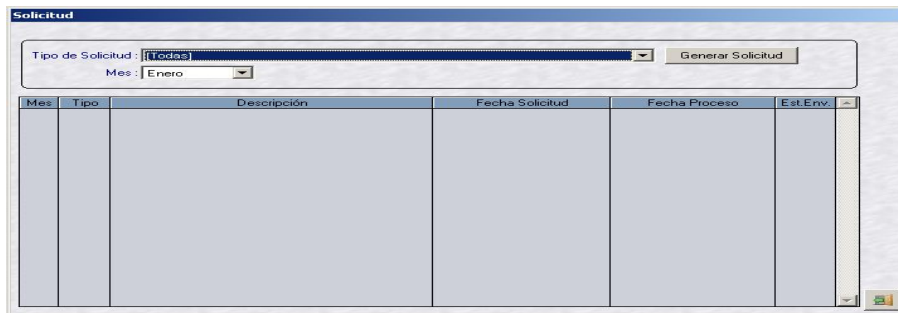 Solicitud
Tipo de Solicitud : [Todas] Generar Solicitud
Mes : Enero
Mes Tipo Descripción Fecha Solicitud Fecha Proceso Est.Env.